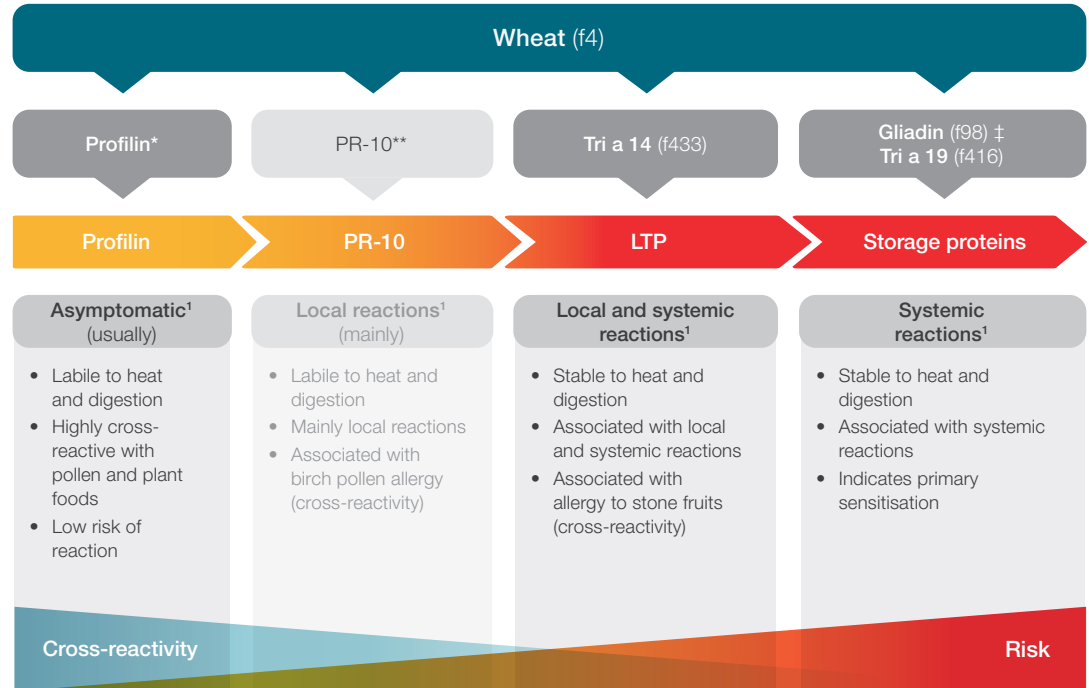 Wheat (f4)
Profilin*
PR-10**
Tri a 14 (f433)
Gliadin (f98) ‡
Tri a 19 (f416)
Profilin
PR-10
LTP
Storage proteins
Asymptomatic¹
(usually)
• Labile to heat
and digestion
• Highly cross-
reactive with
pollen and plant
foods
• Low risk of
reaction
Local reactions¹
(mainly)
• Labile to heat and
digestion
• Mainly local reactions
• Associated with
birch pollen allergy
(cross-reactivity)
Local and systemic
reactions¹
• Stable to heat and
digestion
• Associated with local
and systemic reactions
• Associated with
allergy to stone fruits
(cross-reactivity)
Systemic
reactions¹
• Stable to heat and
digestion
• Associated with systemic
reactions
• Indicates primary
sensitisation
Cross-reactivity
Risk